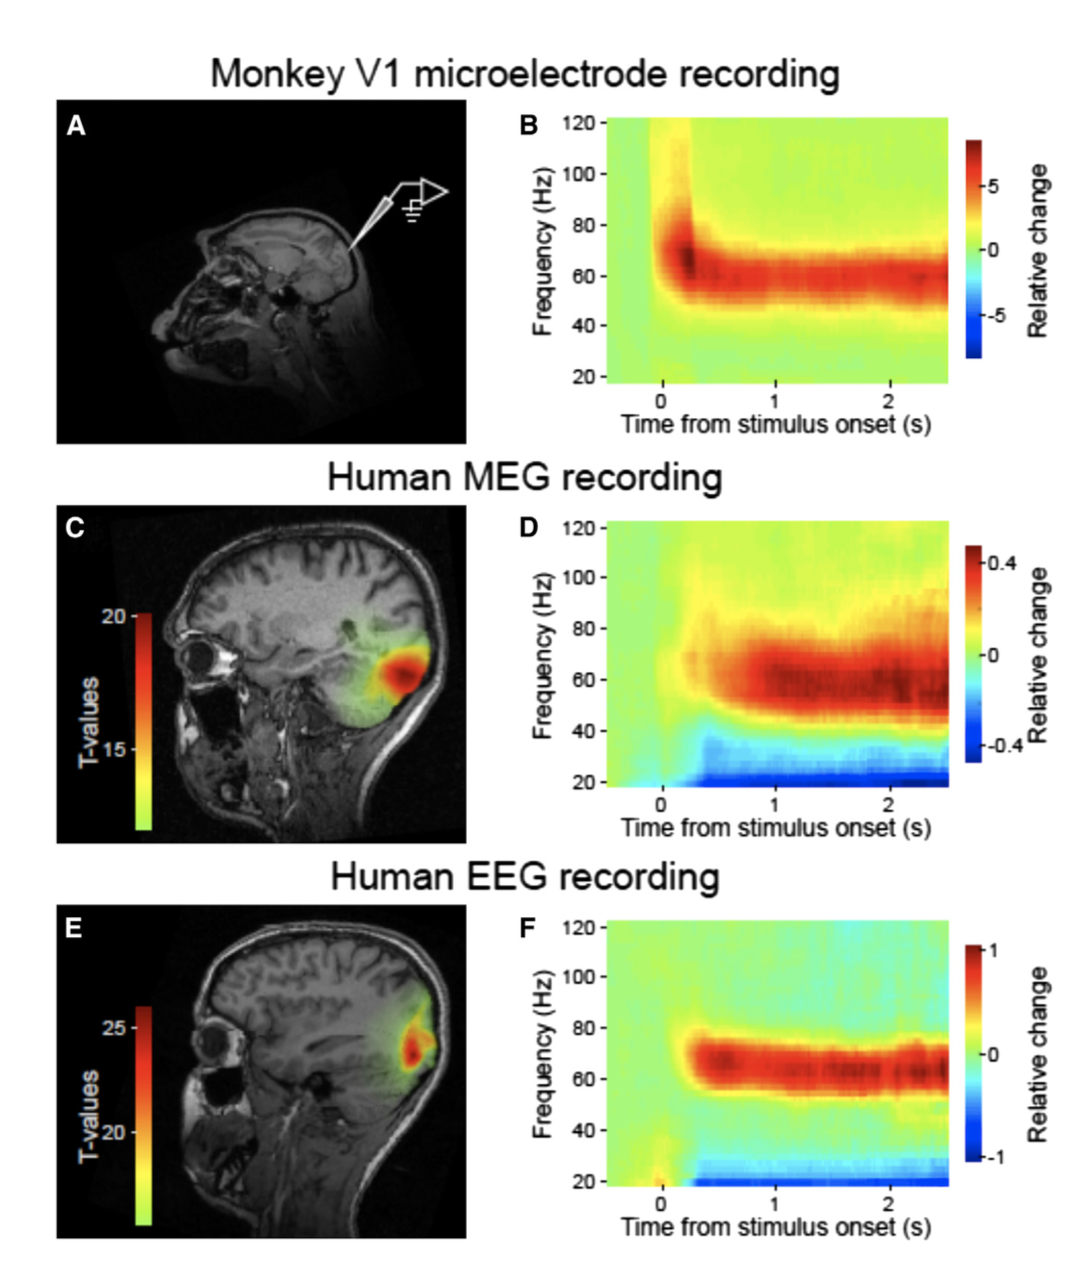 Monkey V1 microelectrode recording
A
B
120
100
80
60
40
20
Frequency (Hz)
0
1
2
Time from stimulus onset (s)
5
0
-5
Relative change
Human MEG recording
C
20
15
T-values
D
120
100
80
60
40
20
Frequency (Hz)
0
1
2
Time from stimulus onset (s)
0.4
0
-0.4
Relative change
Human EEG recording
E
25
20
T-values
F
120
100
80
60
40
20
Frequency (Hz)
0
1
2
Time from stimulus onset (s)
1
0
-1
Relative change